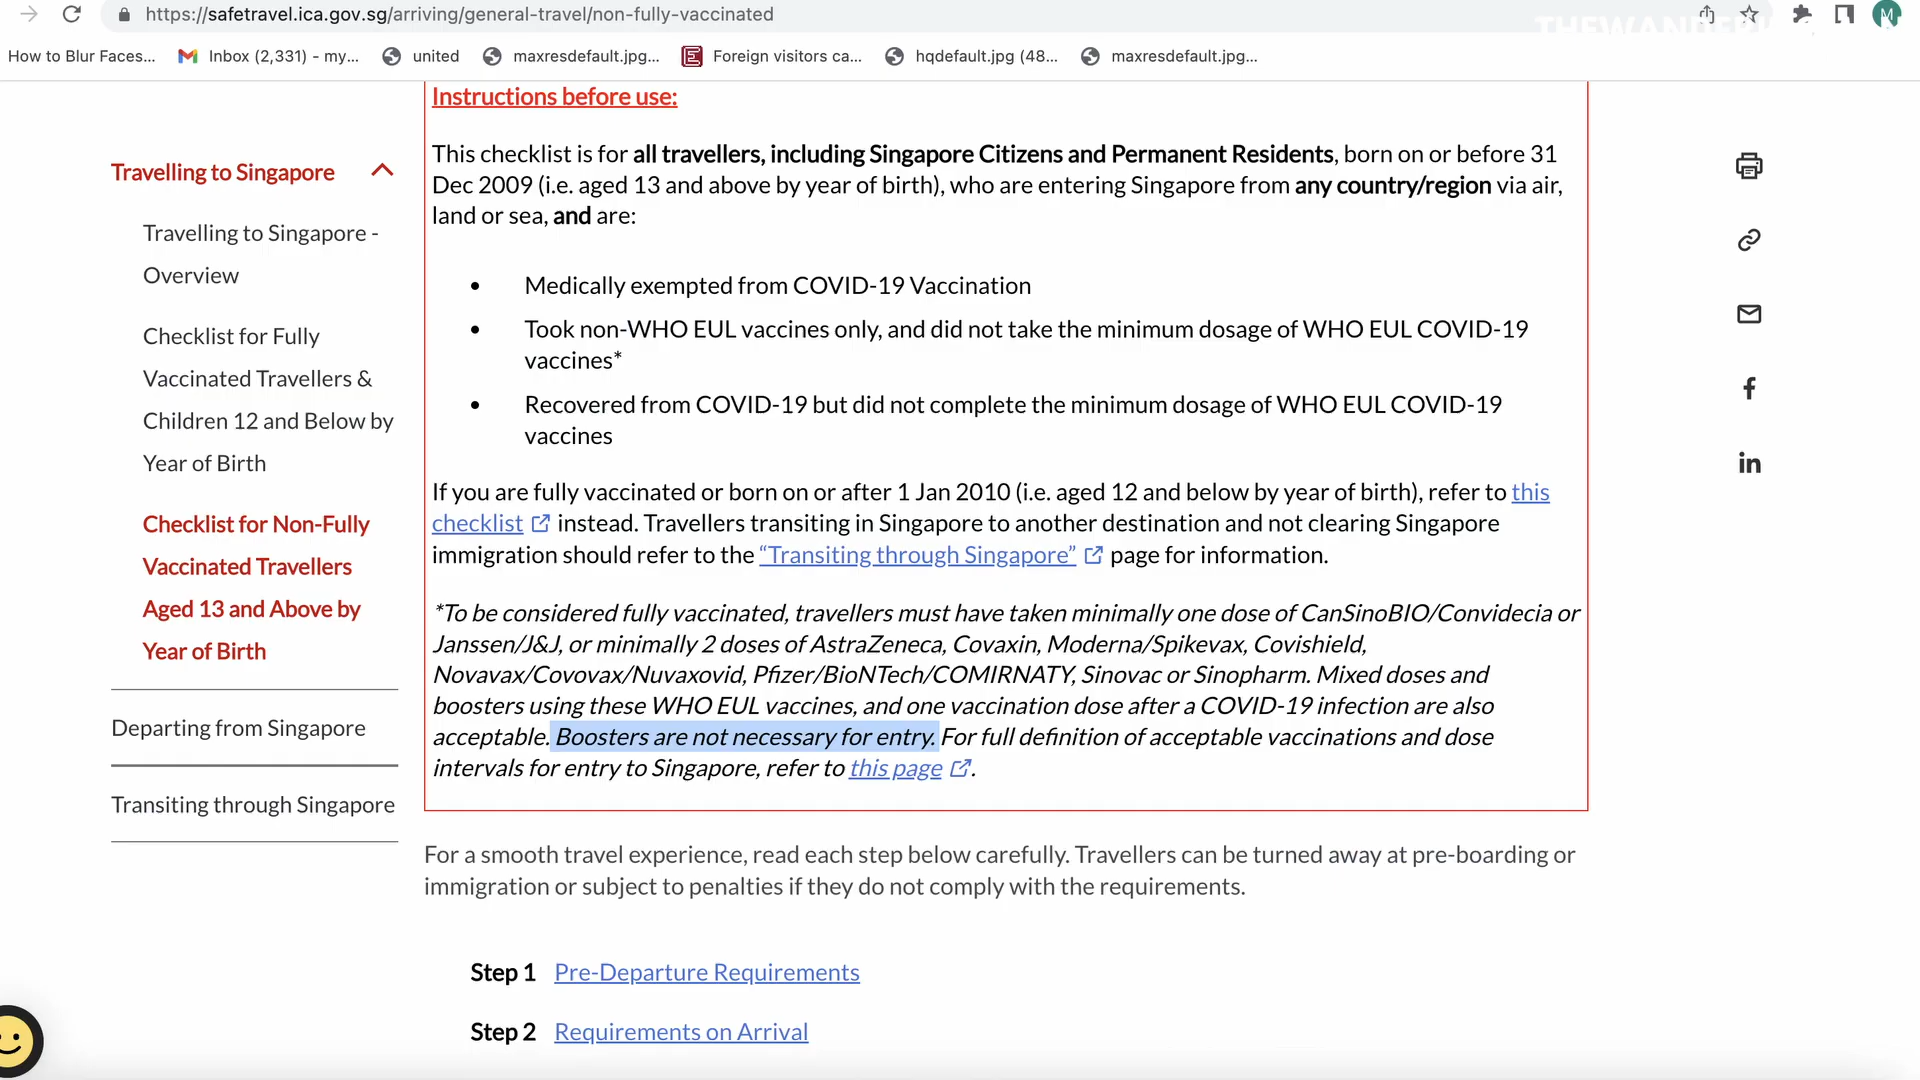 https://safetravel.ica.gov.sg/arriving/general-travel/non-fully-vaccinated
M
How to Blur Faces...
Inbox (2,331) - my...
united
maxresdefault.jpg...
Foreign visitors ca...
hqdefault.jpg (48...
maxresdefault.jpg...
Travelling to Singapore
Travelling to Singapore -
Overview
Checklist for Fully
Vaccinated Travellers &
Children 12 and Below by
Year of Birth
Checklist for Non-Fully
Vaccinated Travellers
Aged 13 and Above by
Year of Birth
Departing from Singapore
Transiting through Singapore
Instructions before use:
This checklist is for all travellers, including Singapore Citizens and Permanent Residents, born on or before 31
Dec 2009 (i.e. aged 13 and above by year of birth), who are entering Singapore from any country/region via air,
land or sea, and are:
• Medically exempted from COVID-19 Vaccination
• Took non-WHO EUL vaccines only, and did not take the minimum dosage of WHO EUL COVID-19
vaccines*
• Recovered from COVID-19 but did not complete the minimum dosage of WHO EUL COVID-19
vaccines
If you are fully vaccinated or born on or after 1 Jan 2010 (i.e. aged 12 and below by year of birth), refer to this
checklist instead. Travellers transiting in Singapore to another destination and not clearing Singapore
immigration should refer to the “Transiting through Singapore” page for information.
*To be considered fully vaccinated, travellers must have taken minimally one dose of CanSinoBIO/Convidecia or
Janssen/J&J, or minimally 2 doses of AstraZeneca, Covaxin, Moderna/Spikevax, Covishield,
Novavax/Covovax/Nuvaxovid, Pfizer/BioNTech/COMIRNATY, Sinovac or Sinopharm. Mixed doses and
boosters using these WHO EUL vaccines, and one vaccination dose after a COVID-19 infection are also
acceptable. Boosters are not necessary for entry. For full definition of acceptable vaccinations and dose
intervals for entry to Singapore, refer to this page.
For a smooth travel experience, read each step below carefully. Travellers can be turned away at pre-boarding or
immigration or subject to penalties if they do not comply with the requirements.
Step 1 Pre-Departure Requirements
Step 2 Requirements on Arrival